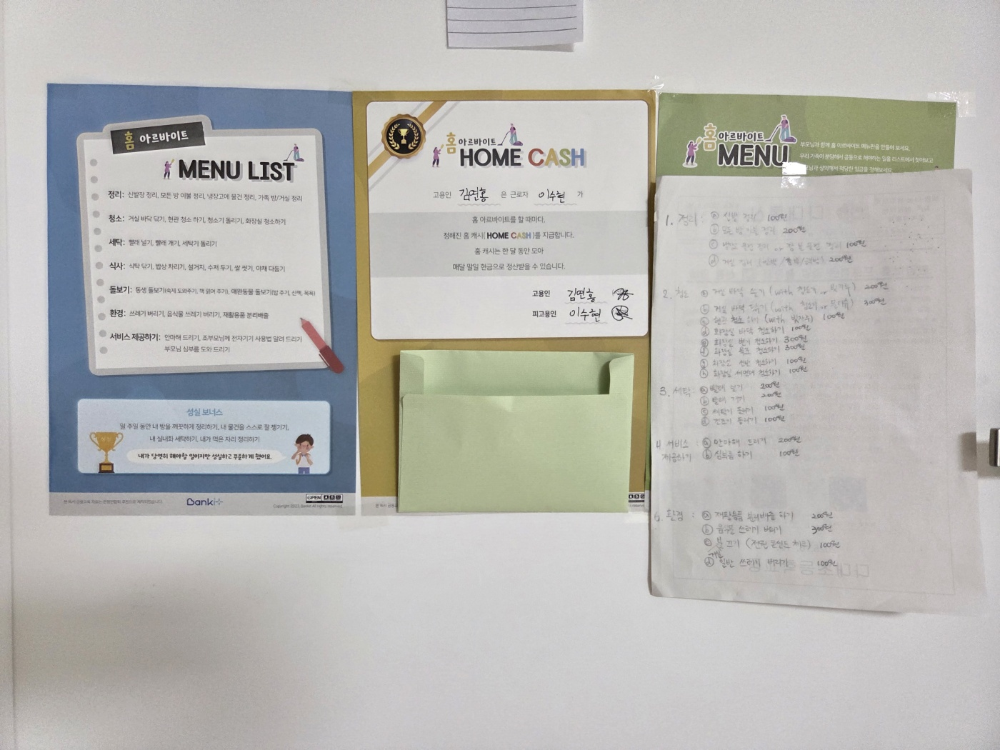 홈 아르바이트
MENU LIST
정리: 신발장 정리, 모든 방 이불 정리, 냉장고에 물건 정리, 가족 방/거실 정리
청소: 거실 바닥 닦기, 현관 청소 하기, 청소기 돌리기, 화장실 청소하기
세탁: 빨래 널기, 빨래 개기, 세탁기 돌리기
식사: 식탁 닦기, 밥상 차리기, 설거지, 수저 두기, 쌀 씻기, 야채 다듬기
돌보기: 동생 돌보기(숙제 도와주기, 책 읽어 주기), 애완동물 돌보기(밥 주기, 산책, 목욕)
환경: 쓰레기 버리기, 음식물 쓰레기 버리기, 재활용품 분리배출
서비스 제공하기: 안마해 드리기, 조부모님께 전자기기 사용법 알려 드리기
부모님 심부름 도와 드리기
성실 보너스
일 주일 동안 내 방을 깨끗하게 정리하기, 내 물건을 스스로 잘 챙기기,
내 실내화 세탁하기, 내가 먹은 자리 정리하기
내가 당연히 해야할 일이지만 성실하고 꾸준하게 했어요.
Banki
OPEN
홈 아르바이트
HOME CASH
고용인 김연홍 은 근로자 이수현 가
홈 아르바이트를 할 때마다,
정해진 홈 캐시(HOME CASH)를 지급합니다.
홈 캐시는 한 달 동안 모아
매달 말일 현금으로 정산받을 수 있습니다.
고용인 김연홍
피고용인 이수현
홈 아르바이트
MENU
부모님과 함께 홈 아르바이트 메뉴판을 만들어 보세요.
우리 가족이 분담해서 공동으로 해야하는 일을 리스트에서 찾아보고
상의해서 적당한 임금을 정해보세요
1. 정리: ⓐ 신발 정리 100원
ⓑ 모든 방 이불 정리 200원
ⓒ 정리 100원
ⓓ 거실 정리 200원
2. 청소 ⓐ 거실 바닥 쓸기 (with 청소기 or 빗자루) 200원
ⓑ 거실 바닥 닦기 (with 청소기 or 300원
ⓒ 현관 청소 하기 (with 빗자루) 100원
ⓓ 화장실 바닥 청소하기 100원
ⓔ 화장실 변기 청소하기 300원
ⓕ 화장실 욕조 청소하기 300원
ⓖ 화장실 선반 청소하기 100원
ⓗ 화장실 세면대 청소하기 100원
3. 세탁: ⓐ 빨래 널기 200원
ⓑ 빨래 개기 200원
ⓒ 세탁기 돌리기 100원
ⓓ 건조기 돌리기 100원
4 서비스 : ⓐ 안마해 드리기 200원
제공하기 ⓑ 심부름 하기 100원
환경 : ⓐ 재활용품 분리배출 하기 200원
ⓑ 음식물 쓰레기 버리기 300원
ⓒ 불 끄기 (전원 콘센트 체크) 100원
ⓓ 일반 쓰레기 버리기 100원